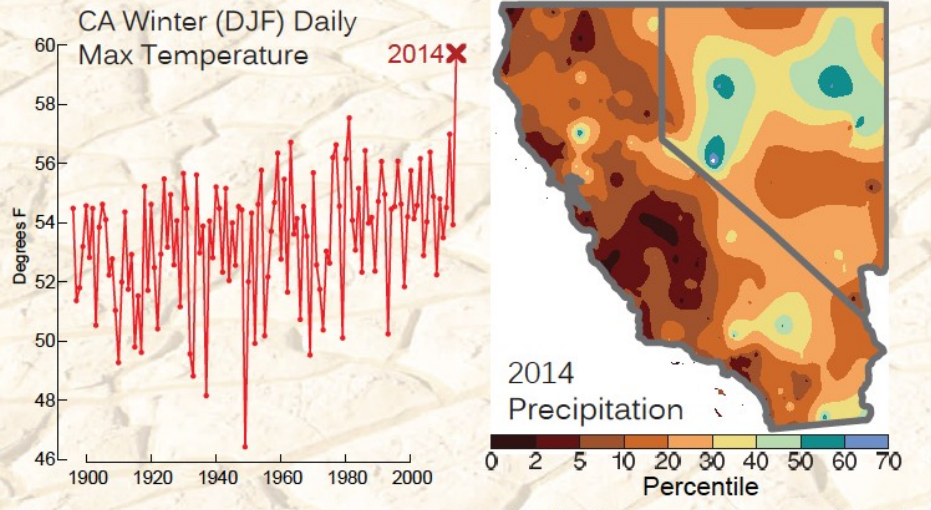 CA Winter (DJF) Daily
Max Temperature
2014
60
58
56
54
52
50
48
46
Degrees F
1900 1920 1940 1960 1980 2000
2014
Precipitation
0 2 5 10 20 30 40 50 60 70
Percentile